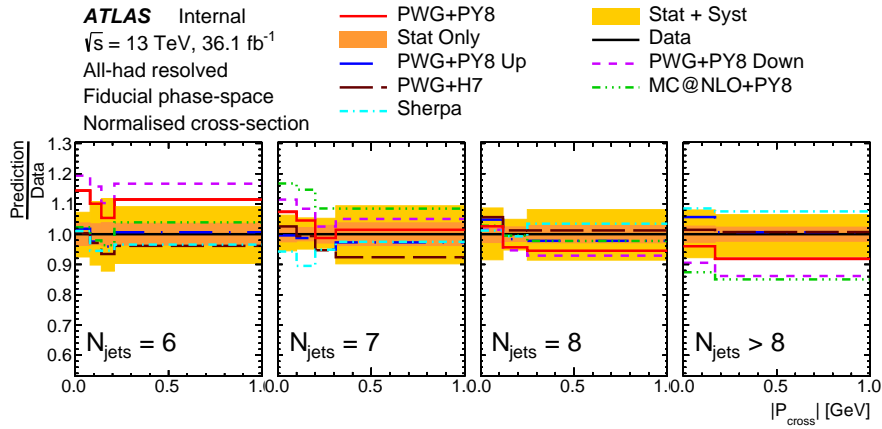 ATLAS Internal
√s = 13 TeV, 36.1 fb⁻¹
All-had resolved
Fiducial phase-space
Normalised cross-section
PWG+PY8
Stat Only
PWG+PY8 Up
PWG+H7
Sherpa
Stat + Syst
Data
PWG+PY8 Down
MC@NLO+PY8
Prediction
Data
1.3
1.2
1.1
1.0
0.9
0.8
0.7
0.6
N_jets = 6
N_jets = 7
N_jets = 8
N_jets > 8
0.0 0.5 1.0
0.0 0.5 1.0
0.0 0.5 1.0
0.0 0.5 1.0
|P_cross| [GeV]